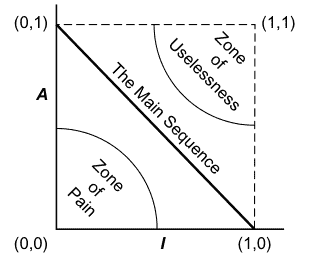 (0,1)
(1,1)
Zone
of
Uselessness
A
The Main Sequence
Zone
of
Pain
(0,0)
I
(1,0)